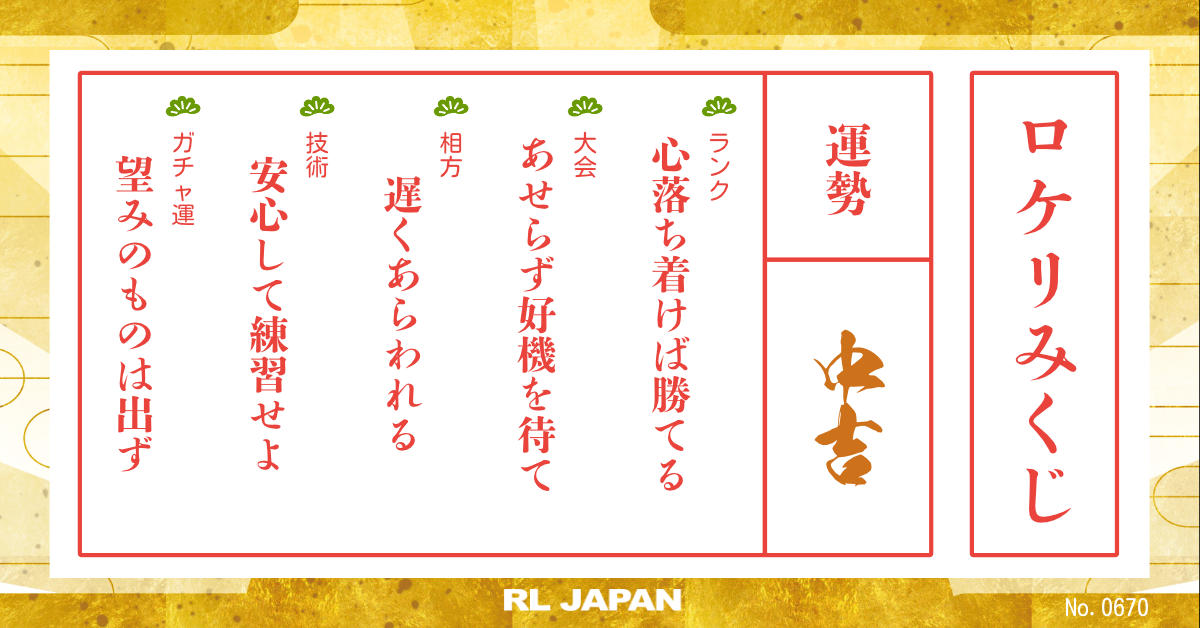 ロケリみくじ
運勢
中吉
ランク
心落ち着けば勝てる
大会
あせらず好機を待て
相方
遅くあらわれる
技術
安心して練習せよ
ガチャ運
望みのものは出ず
RL JAPAN
No. 0670